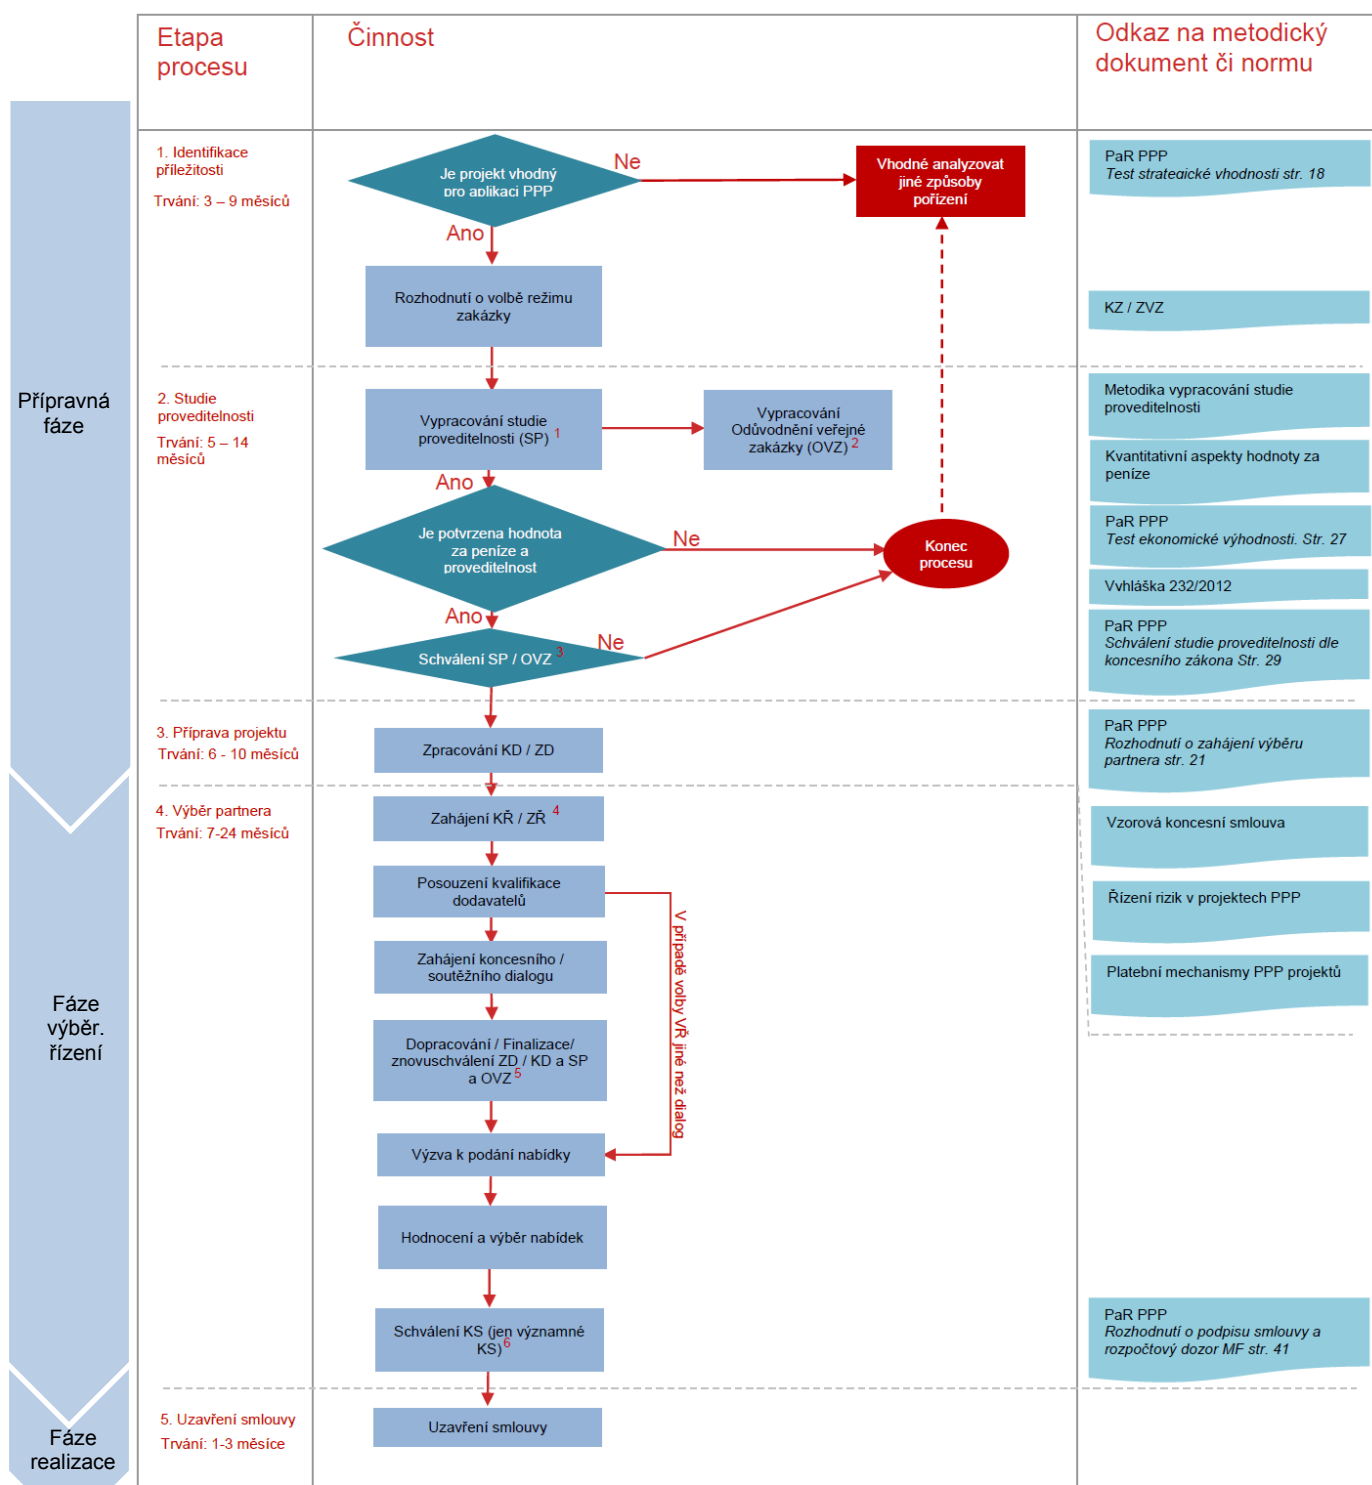 Etapa
procesu
Činnost
Odkaz na metodický
dokument či normu
Přípravná
fáze
1. Identifikace
příležitosti
Trvání: 3 – 9 měsíců
Je projekt vhodný
pro aplikaci PPP
Ne
Vhodné analyzovat
jiné způsoby
pořízení
PaR PPP
Test strategické vhodnosti str. 18
Ano
Rozhodnutí o volbě režimu
zakázky
KZ / ZVZ
2. Studie
proveditelnosti
Trvání: 5 – 14
měsíců
Vypracování studie
proveditelnosti (SP) 1
Vypracování
Odůvodnění veřejné
zakázky (OVZ) 2
Metodika vypracování studie
proveditelnosti
Ano
Kvantitativní aspekty hodnoty za
peníze
Je potvrzena hodnota
za peníze a
proveditelnost
Ne
Konec
procesu
PaR PPP
Test ekonomické výhodnosti. Str. 27
Vyhláška 232/2012
Ano
Schválení SP / OVZ 3
Ne
PaR PPP
Schválení studie proveditelnosti dle
koncesního zákona Str. 29
3. Příprava projektu
Trvání: 6 - 10 měsíců
Zpracování KD / ZD
PaR PPP
Rozhodnutí o zahájení výběru
partnera str. 21
Fáze
výběr.
řízení
4. Výběr partnera
Trvání: 7-24 měsíců
Zahájení KŘ / ZŘ 4
Vzorová koncesní smlouva
Posouzení kvalifikace
dodavatelů
V případě volby VŘ jiné než dialog
Řízení rizik v projektech PPP
Zahájení koncesního /
soutěžního dialogu
Platební mechanismy PPP projektů
Dopracování / Finalizace/
znovuschválení ZD / KD a SP
a OVZ 5
Výzva k podání nabídky
Hodnocení a výběr nabídek
Schválení KS (jen významné
KS) 6
PaR PPP
Rozhodnutí o podpisu smlouvy a
rozpočtový dozor MF str. 41
Fáze
realizace
5. Uzavření smlouvy
Trvání: 1-3 měsíce
Uzavření smlouvy